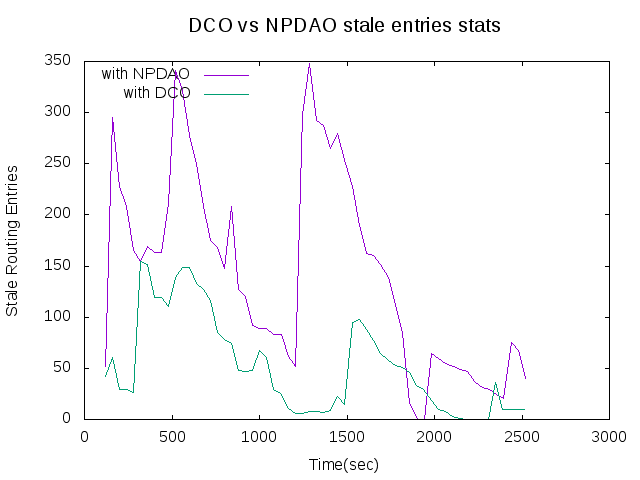 DCO vs NPDAO stale entries stats
350
300
250
200
150
100
50
0
Stale Routing Entries
with NPDAO
with DCO
0 500 1000 1500 2000 2500 3000
Time(sec)